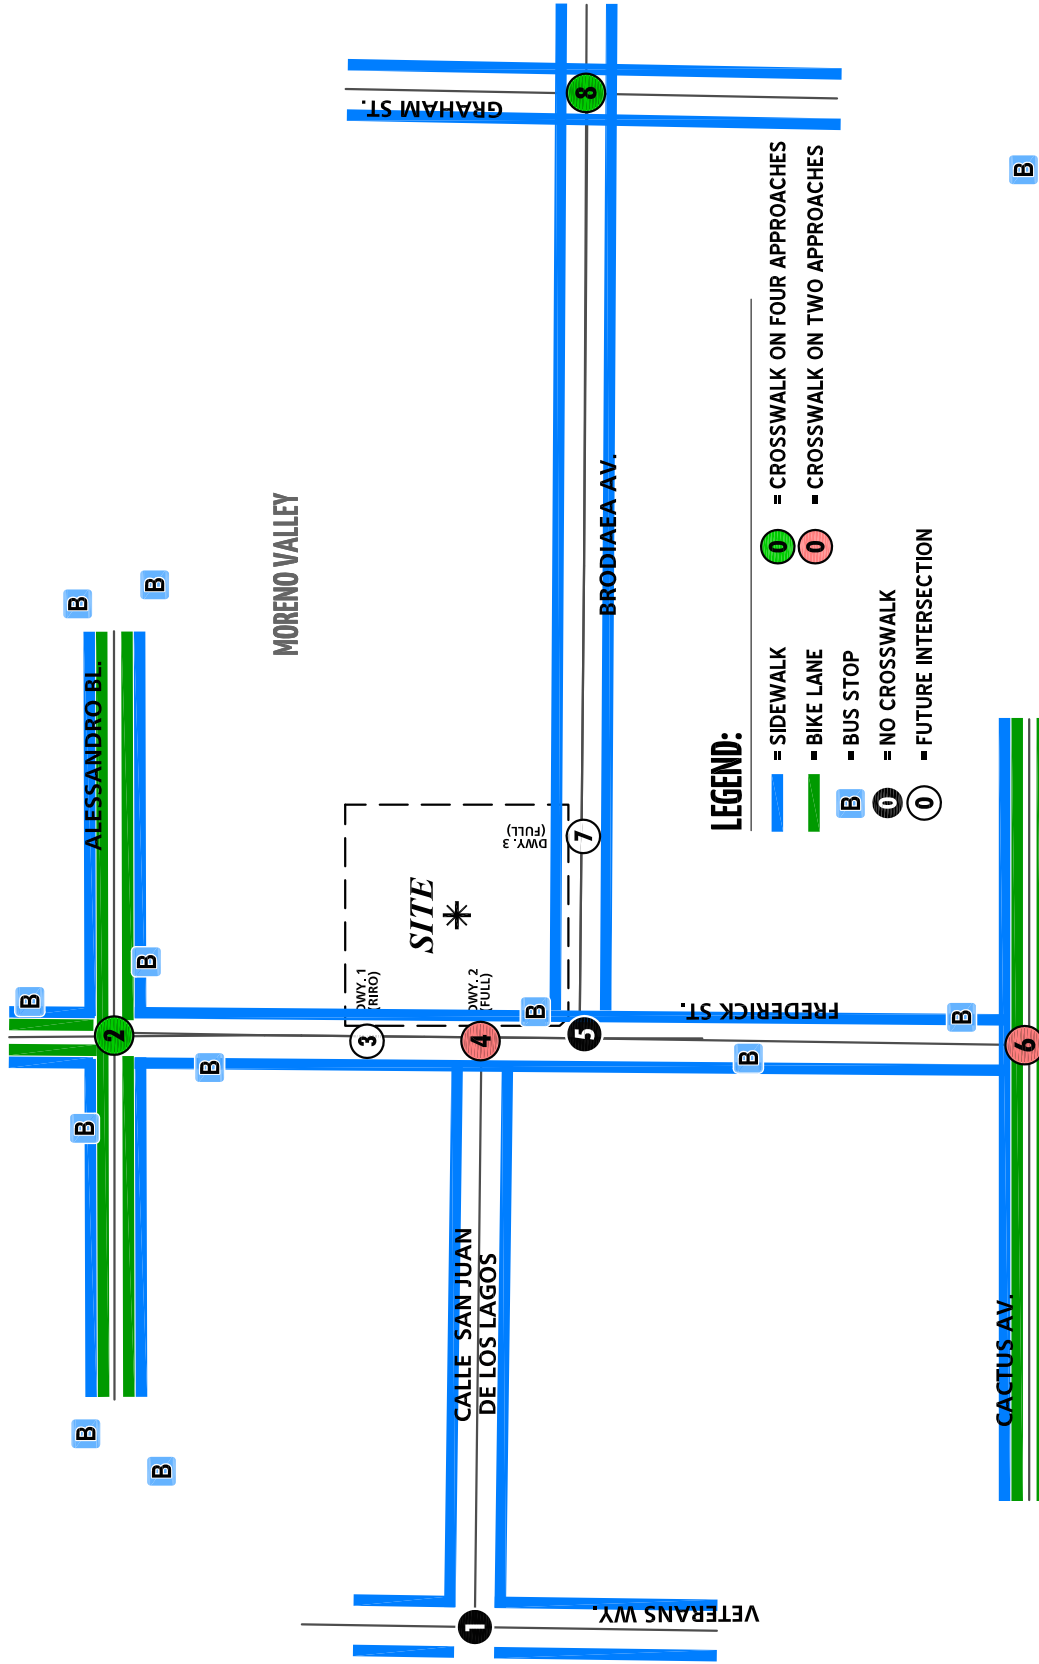 GRAHAM ST.
8
B
MORENO VALLEY
BRODIAEA AV.
B
B
ALESSANDRO BL.
SITE
DWY. 3
(FULL)
7
DWY. 1
(RIRO)
DWY. 2
(FULL)
B
B
B
B
2
3
4
5
6
FREDERICK ST.
B
B
B
CALLE SAN JUAN
DE LOS LAGOS
CACTUS AV.
B
B
1
VETERANS WY.
LEGEND:
= SIDEWALK
= BIKE LANE
B = BUS STOP
0 = NO CROSSWALK
0 = FUTURE INTERSECTION
0 = CROSSWALK ON FOUR APPROACHES
0 = CROSSWALK ON TWO APPROACHES